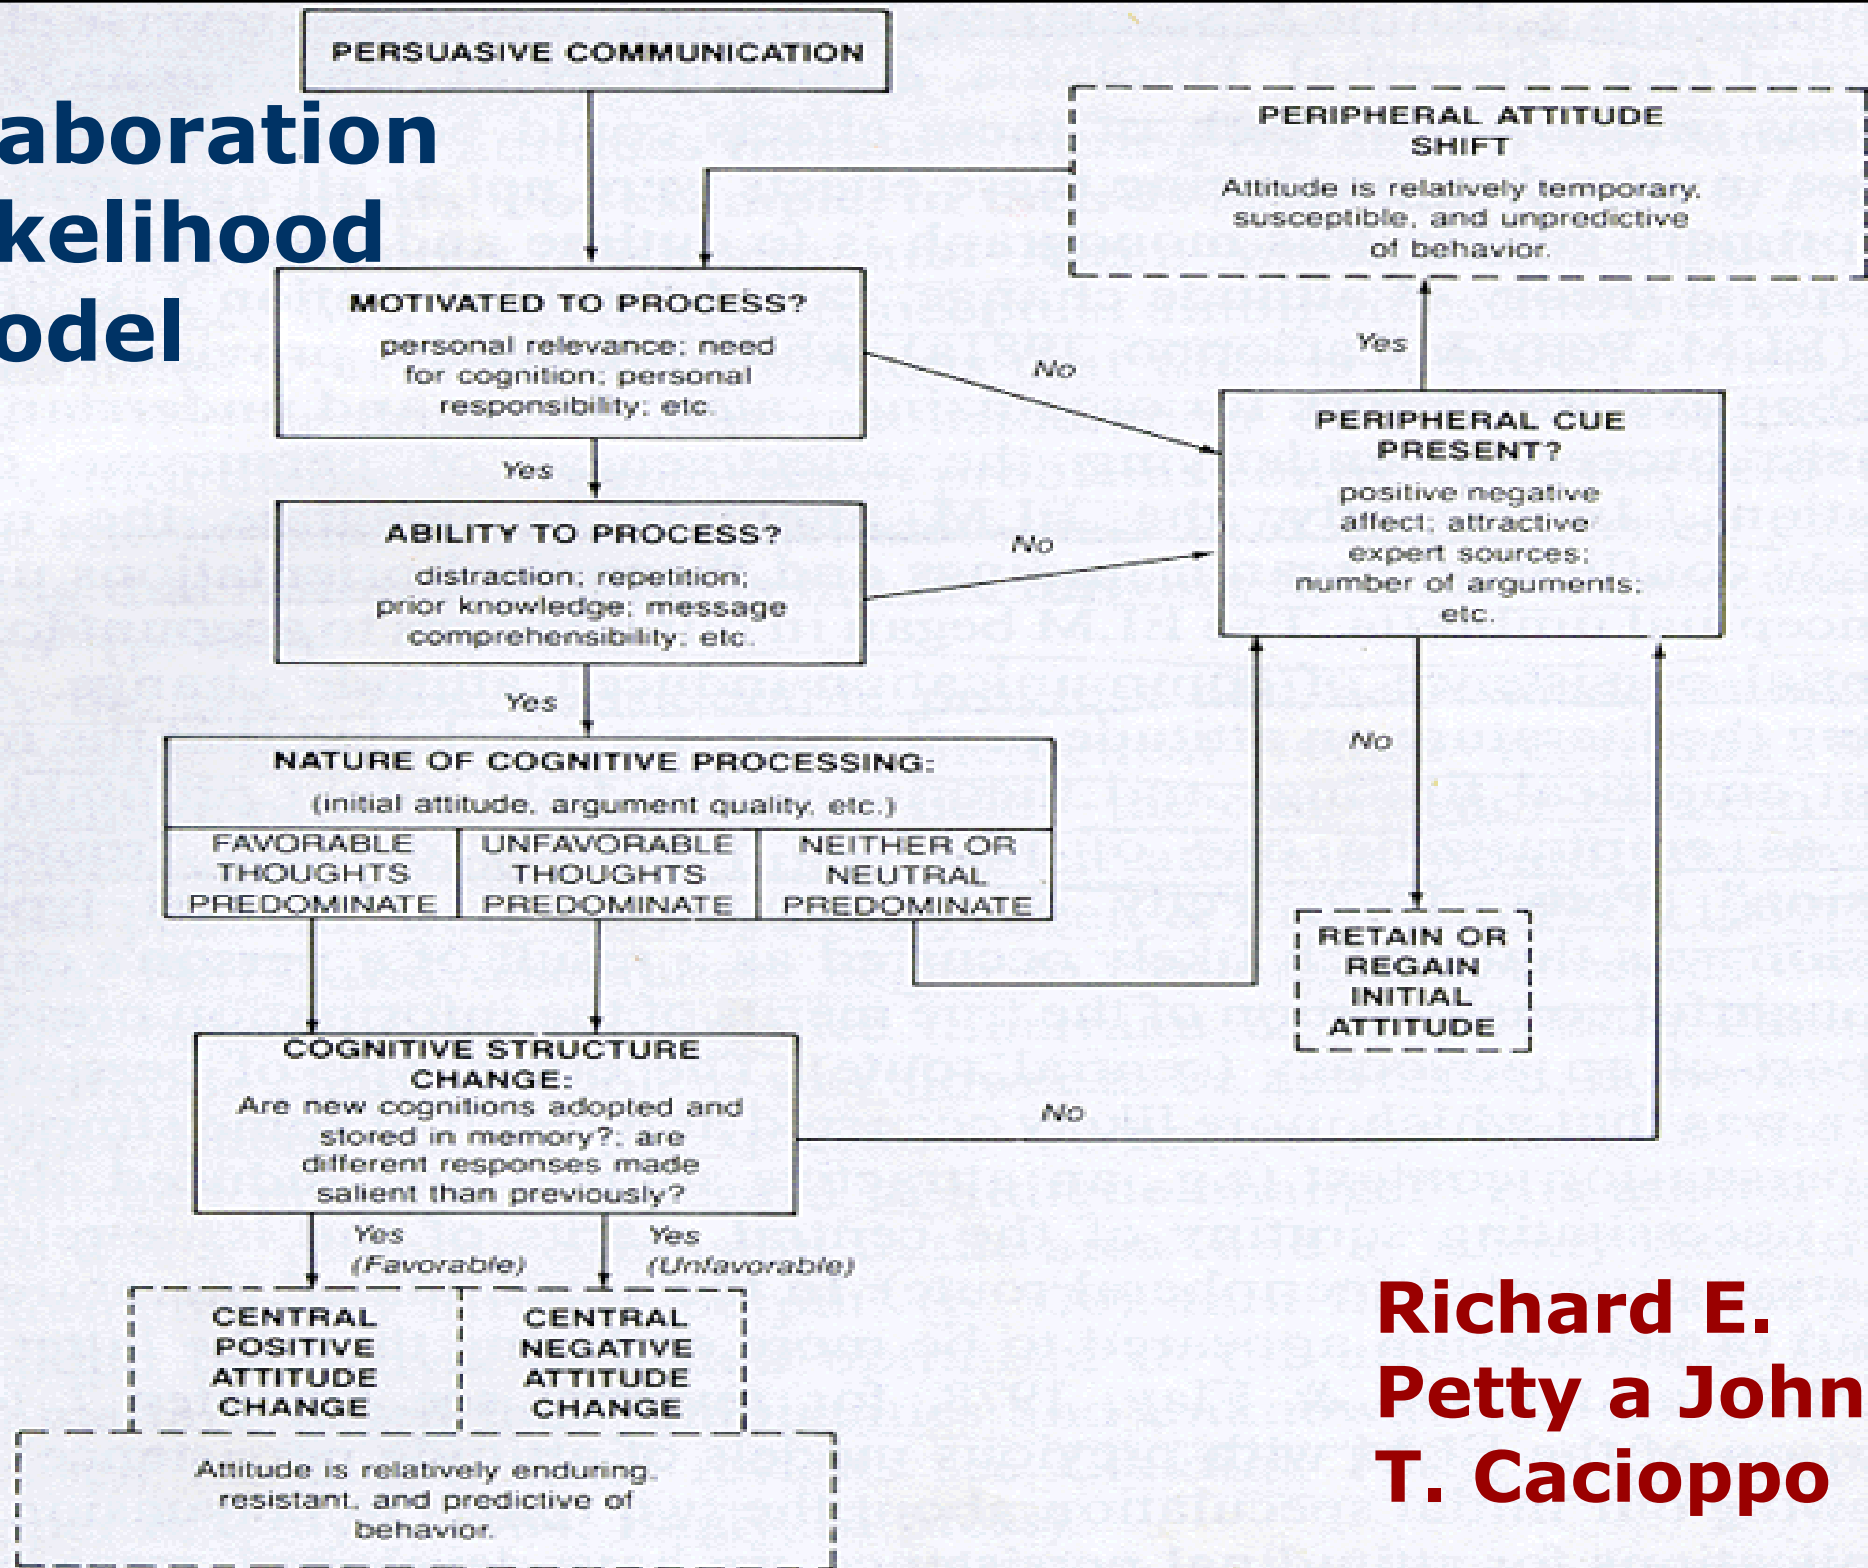 PERSUASIVE COMMUNICATION
aboration
kelihood
odel
PERIPHERAL ATTITUDE
SHIFT
Attitude is relatively temporary,
susceptible, and unpredictive
of behavior.
MOTIVATED TO PROCESS?
personal relevance; need
for cognition; personal
responsibility; etc.
No
Yes
PERIPHERAL CUE
PRESENT?
positive negative
affect; attractive
expert sources;
number of arguments;
etc.
Yes
ABILITY TO PROCESS?
distraction; repetition;
prior knowledge; message
comprehensibility; etc.
No
Yes
No
NATURE OF COGNITIVE PROCESSING:
(initial attitude, argument quality, etc.)
FAVORABLE
THOUGHTS
PREDOMINATE
UNFAVORABLE
THOUGHTS
PREDOMINATE
NEITHER OR
NEUTRAL
PREDOMINATE
RETAIN OR
REGAIN
INITIAL
ATTITUDE
COGNITIVE STRUCTURE
CHANGE:
Are new cognitions adopted and
stored in memory?; are
different responses made
salient than previously?
No
Yes
(Favorable)
Yes
(Unfavorable)
CENTRAL
POSITIVE
ATTITUDE
CHANGE
CENTRAL
NEGATIVE
ATTITUDE
CHANGE
Attitude is relatively enduring,
resistant, and predictive of
behavior.
Richard E.
Petty a John
T. Cacioppo